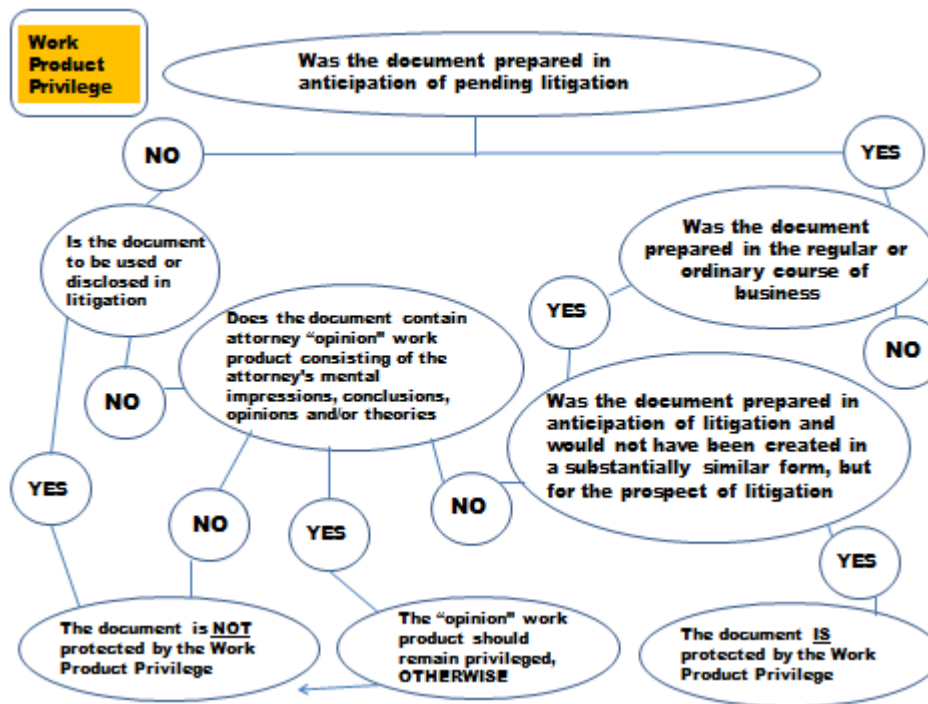 Work
Product
Privilege
Was the document prepared in
anticipation of pending litigation
NO
YES
Is the document
to be used or
disclosed in
litigation
Was the document
prepared in the regular or
ordinary course of
business
Does the document contain
attorney “opinion” work
product consisting of the
attorney's mental
impressions, conclusions,
opinions and/or theories
YES
NO
NO
Was the document prepared in
anticipation of litigation and
would not have been created in
a substantially similar form, but
for the prospect of litigation
YES
NO
YES
NO
YES
The document is NOT
protected by the Work
Product Privilege
The “opinion” work
product should
remain privileged,
OTHERWISE
The document IS
protected by the Work
Product Privilege